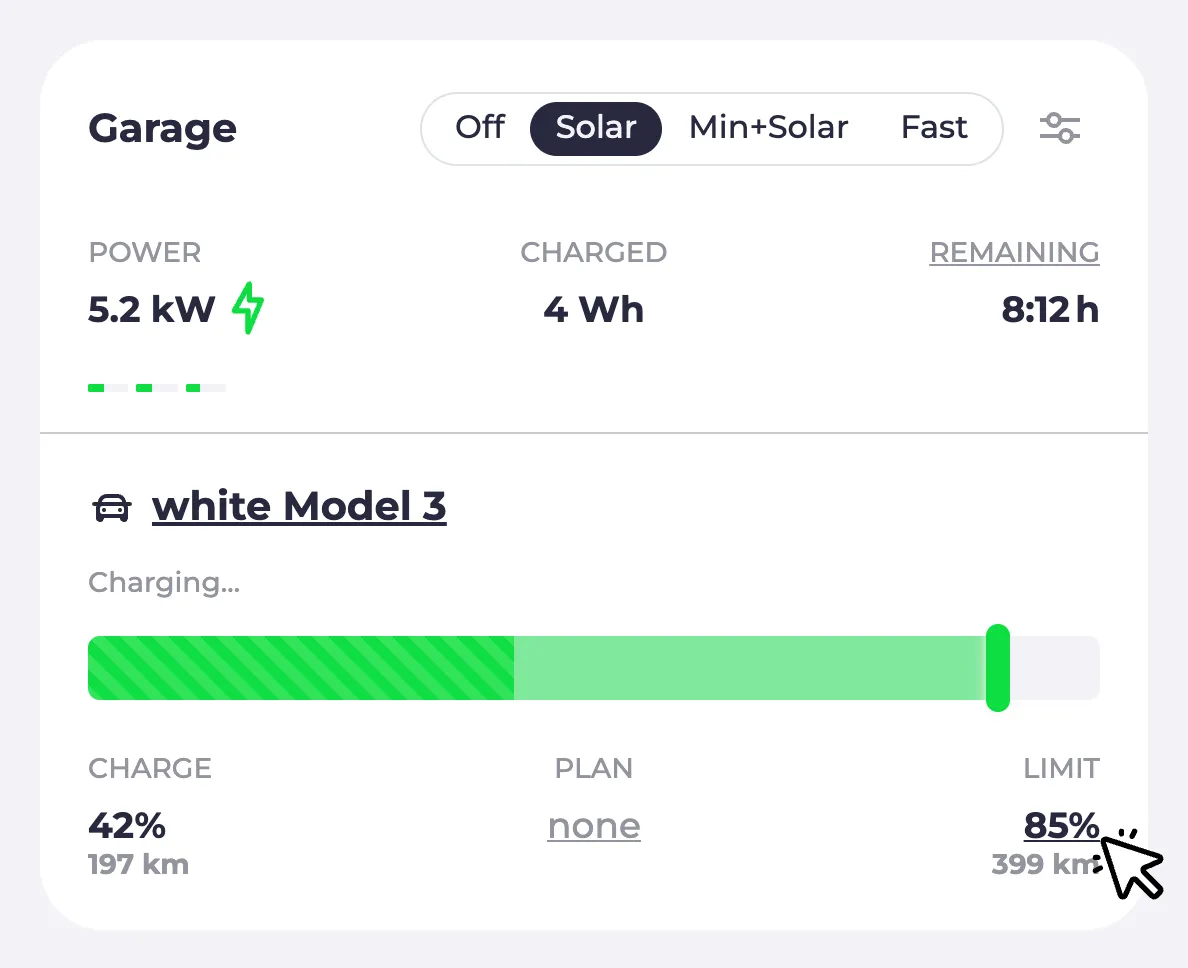 Garage Off Solar Min+Solar Fast
POWER CHARGED REMAINING
5.2 kW 4 Wh 8:12 h
white Model 3
Charging...
CHARGE PLAN LIMIT
42% none 85%
197 km 399 km